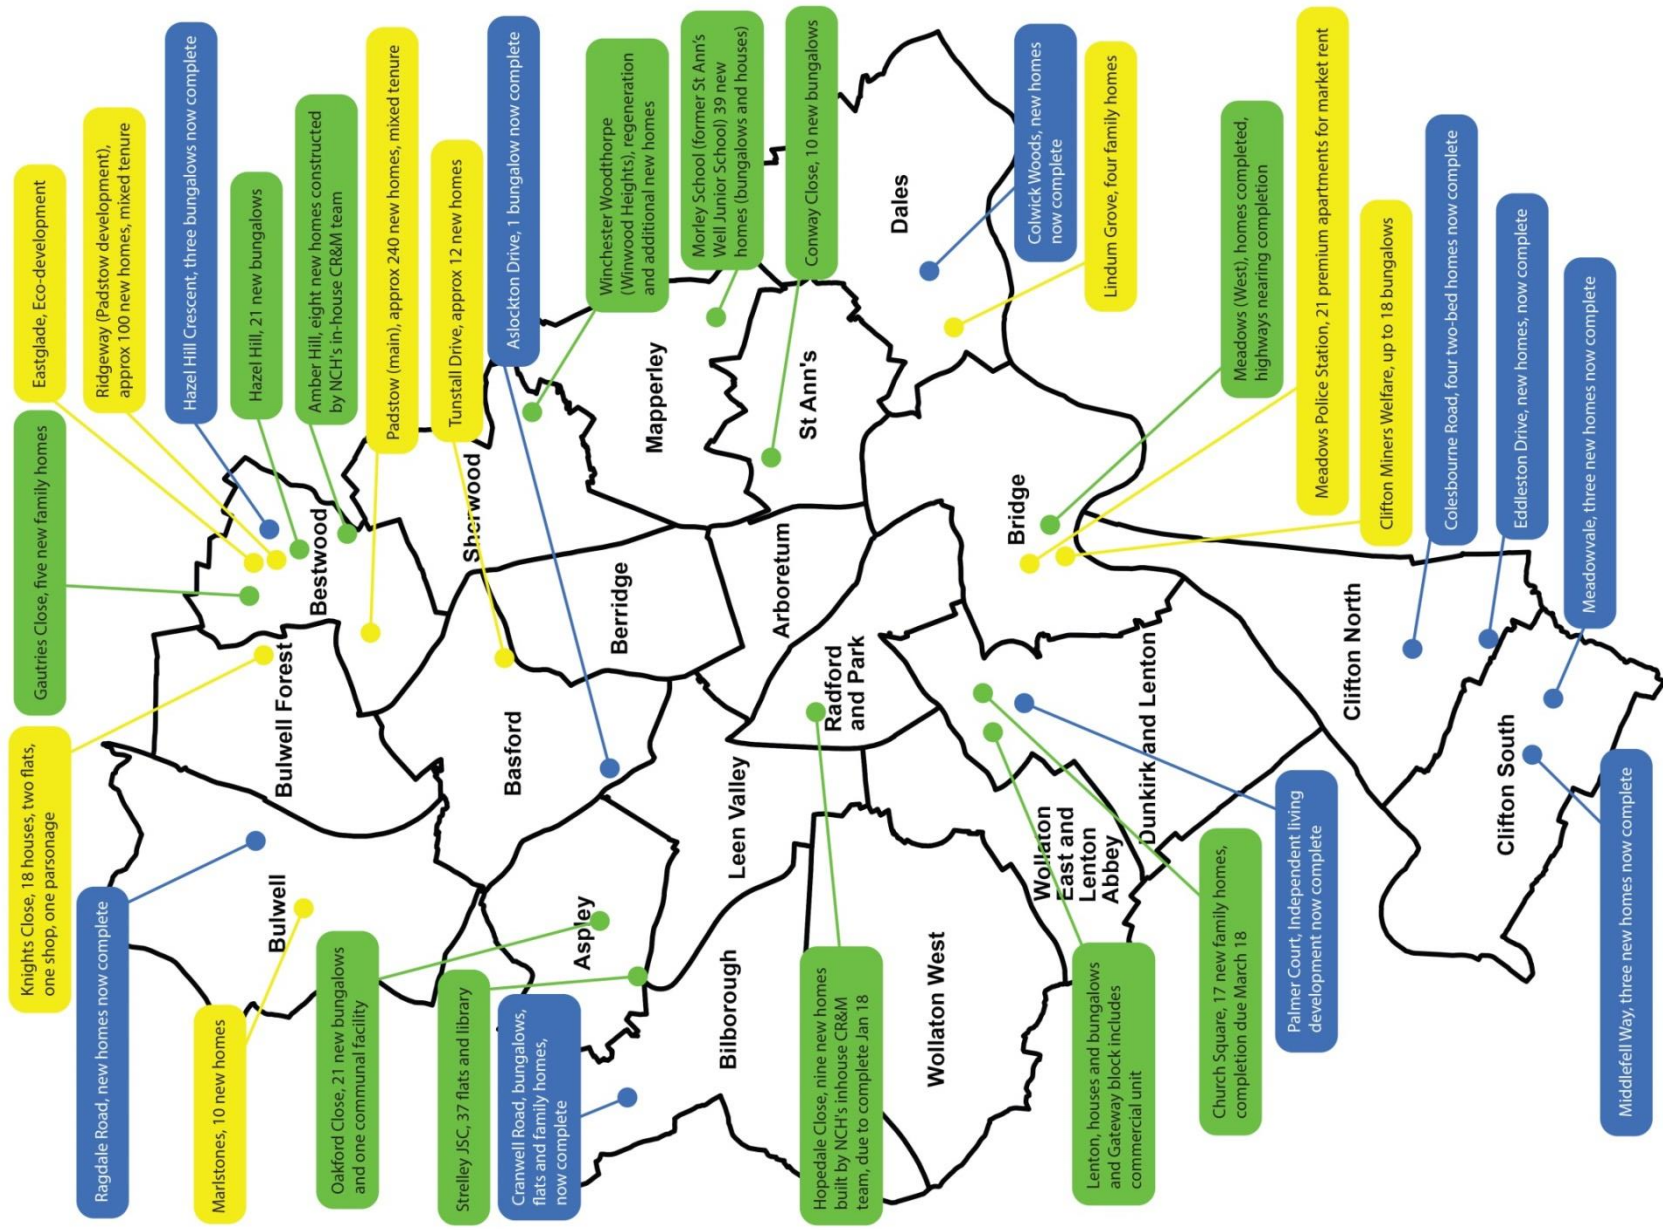 Knights Close, 18 houses, two flats,
one shop, one parsonage
Gautries Close, five new family homes
Eastglade, Eco-development
Ridgeway (Padstow development),
approx 100 new homes, mixed tenure
Hazel Hill Crescent, three bungalows now complete
Hazel Hill, 21 new bungalows
Amber Hill, eight new homes constructed
by NCH's in-house CR&M team
Padstow (main), approx 240 new homes, mixed tenure
Tunstall Drive, approx 12 new homes
Aslockton Drive, 1 bungalow now complete
Winchester Woodthorpe
(Winwood Heights), regeneration
and additional new homes
Morley School (former St Ann's
Well Junior School) 39 new
homes (bungalows and houses)
Conway Close, 10 new bungalows
Colwick Woods, new homes
now complete
Lindum Grove, four family homes
Meadows (West), homes completed,
highways nearing completion
Meadows Police Station, 21 premium apartments for market rent
Clifton Miners Welfare, up to 18 bungalows
Colesbourne Road, four two-bed homes now complete
Eddleston Drive, new homes, now complete
Meadowvale, three new homes now complete
Ragdale Road, new homes now complete
Marlstones, 10 new homes
Oakford Close, 21 new bungalows
and one communal facility
Strelley JSC, 37 flats and library
Cranwell Road, bungalows,
flats and family homes,
now complete
Hopedale Close, nine new homes
built by NCH's inhouse CR&M
team, due to complete Jan 18
Lenton, houses and bungalows
and Gateway block includes
commercial unit
Church Square, 17 new family homes,
completion due March 18
Palmer Court, Independent living
development now complete
Middlefell Way, three new homes now complete
Bulwell
Bulwell Forest
Bestwood
Sherwood
Basford
Berridge
Mapperley
St Ann's
Dales
Aspley
Leen Valley
Arboretum
Radford
and Park
Bilborough
Wollaton West
Wollaton
East and
Lenton
Abbey
Dunkirk and Lenton
Bridge
Clifton North
Clifton South